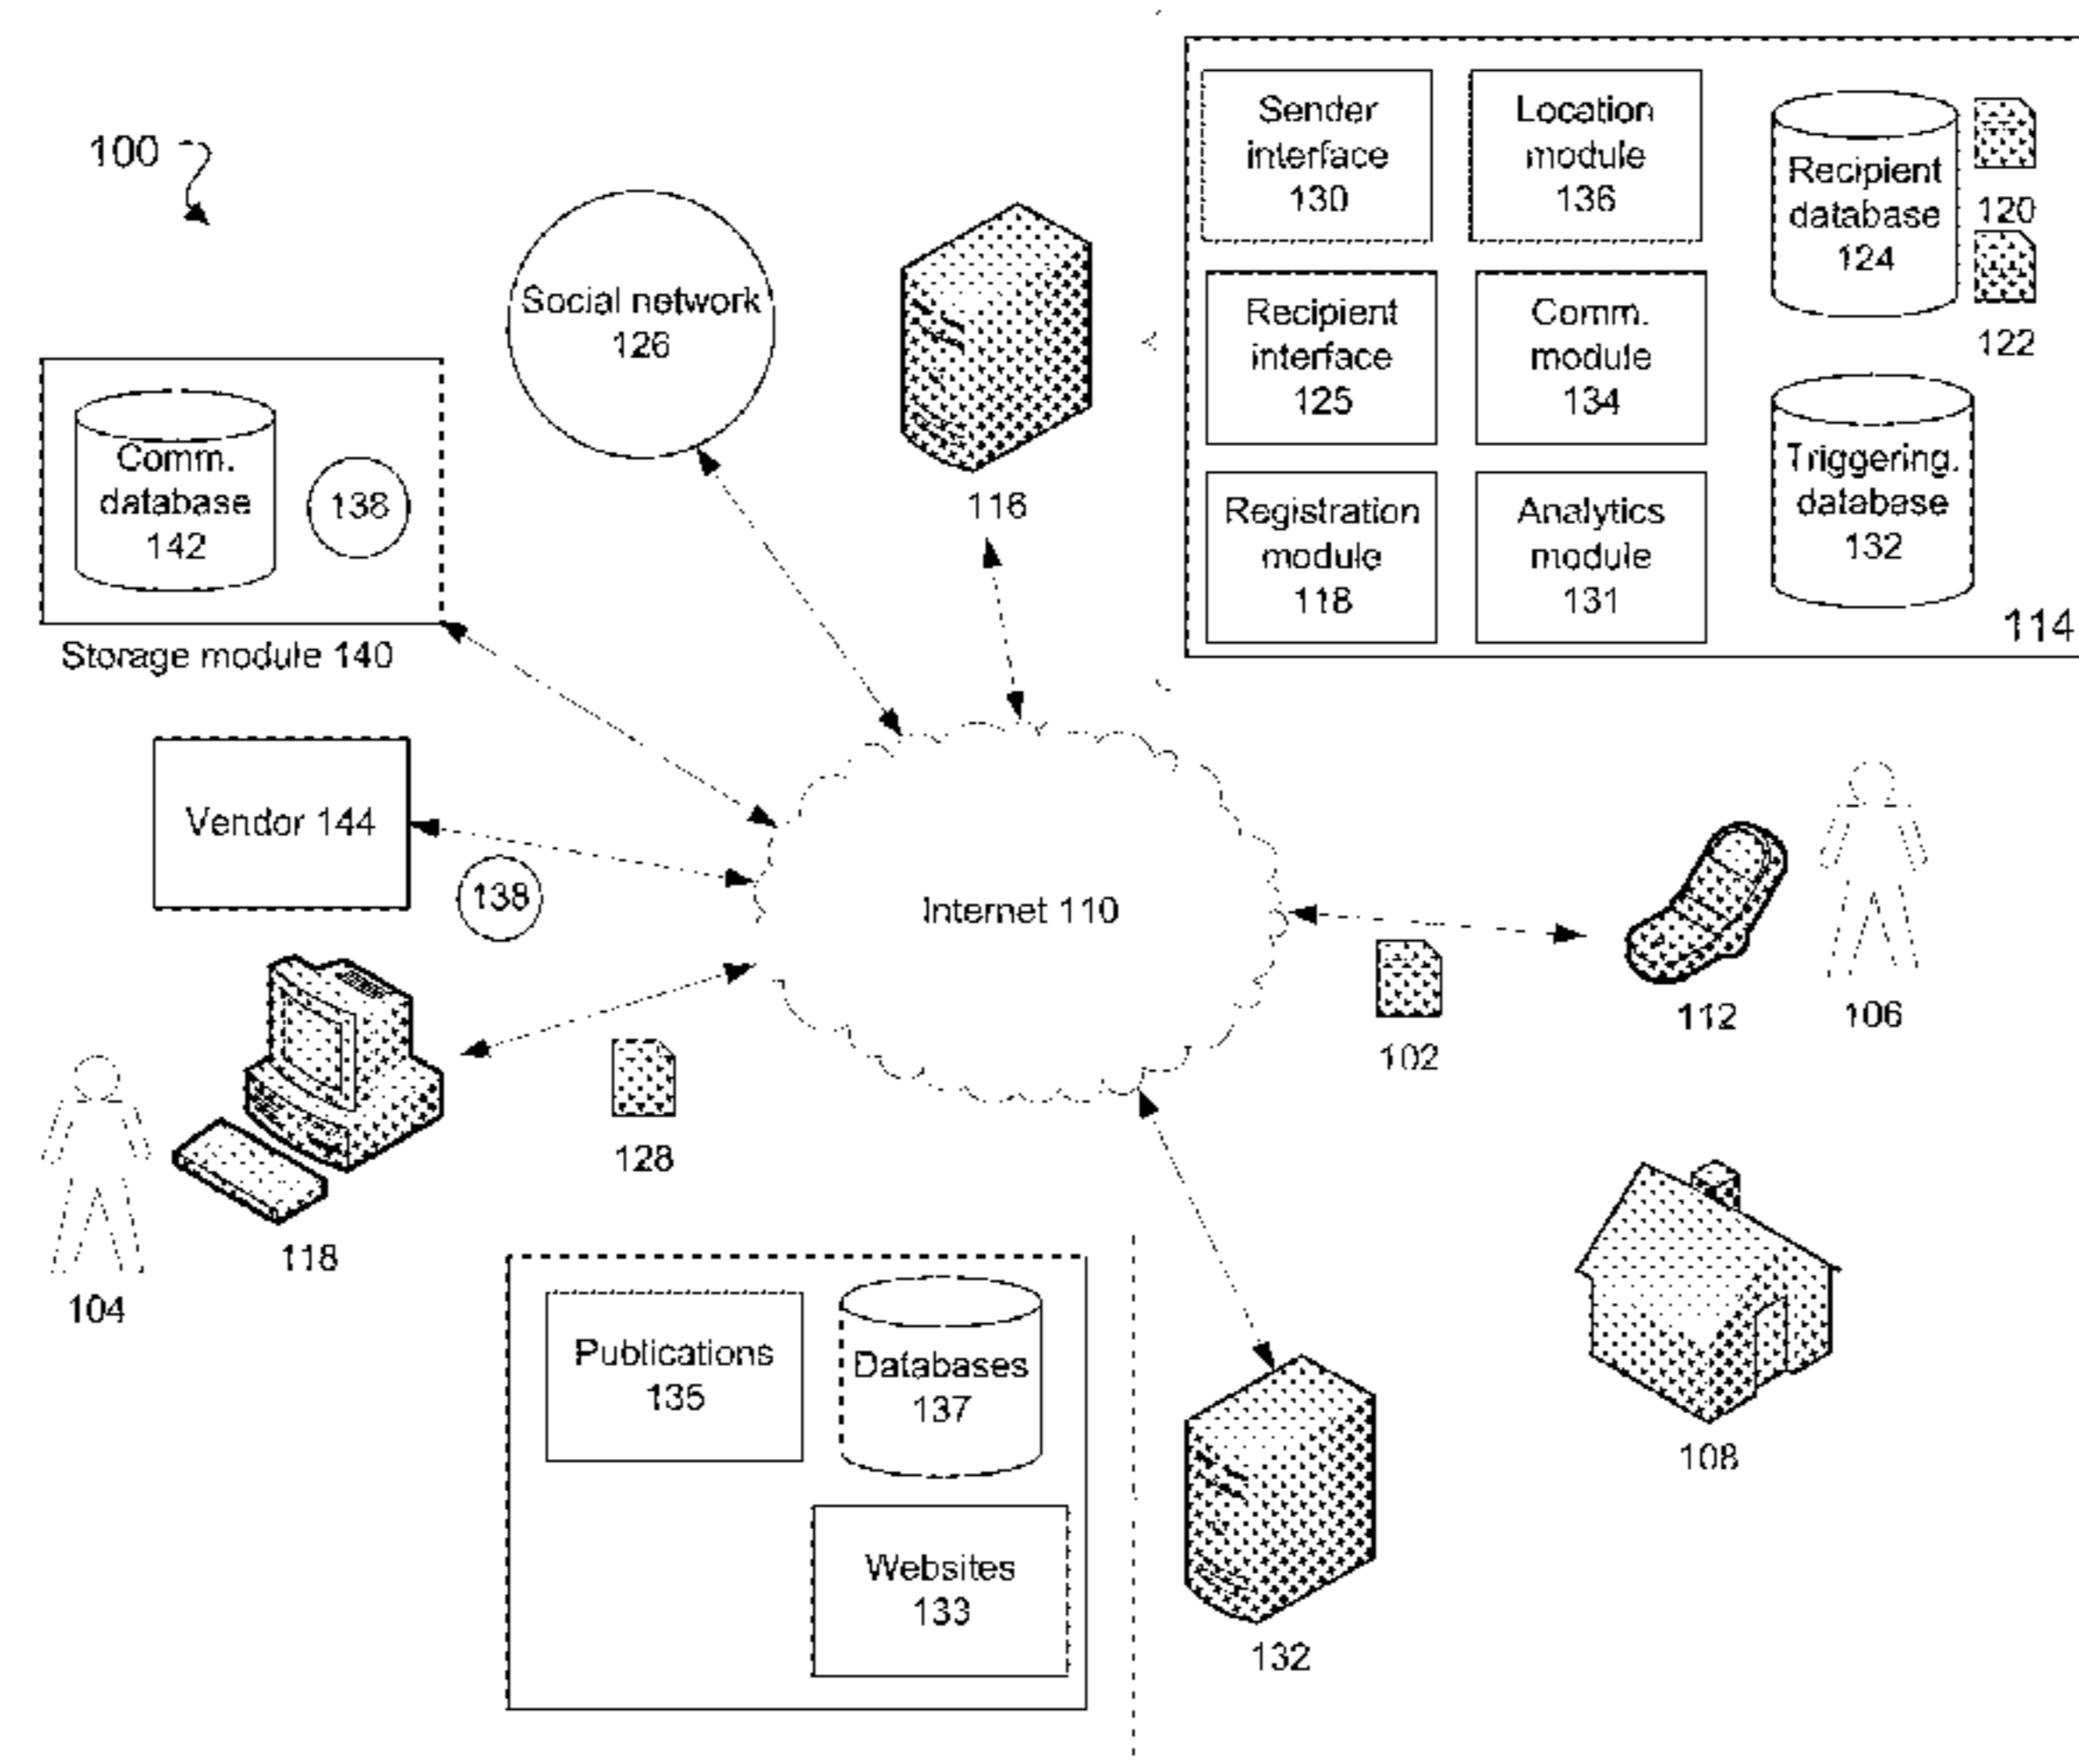 100
Sender
interface
130
Location
module
136
Recipient
database
124
120
122
Recipient
interface
125
Comm.
module
134
Registration
module
118
Analytics
module
131
Triggering.
database
132
114
Social network
126
116
Comm.
database
142
138
Storage module 140
Vendor 144
138
Internet 110
102
112
106
128
118
104
Publications
135
Databases
137
Websites
133
132
108